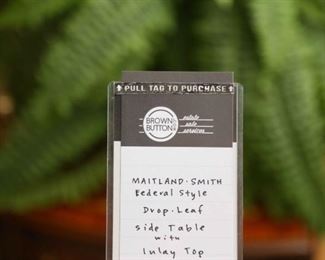 ↑ PULL TAG TO PURCHASE ↑
BROWN
BUTTON
estate
sale
services
MAITLAND-SMITH
Federal Style
Drop-Leaf
side Table
with
Inlay Top